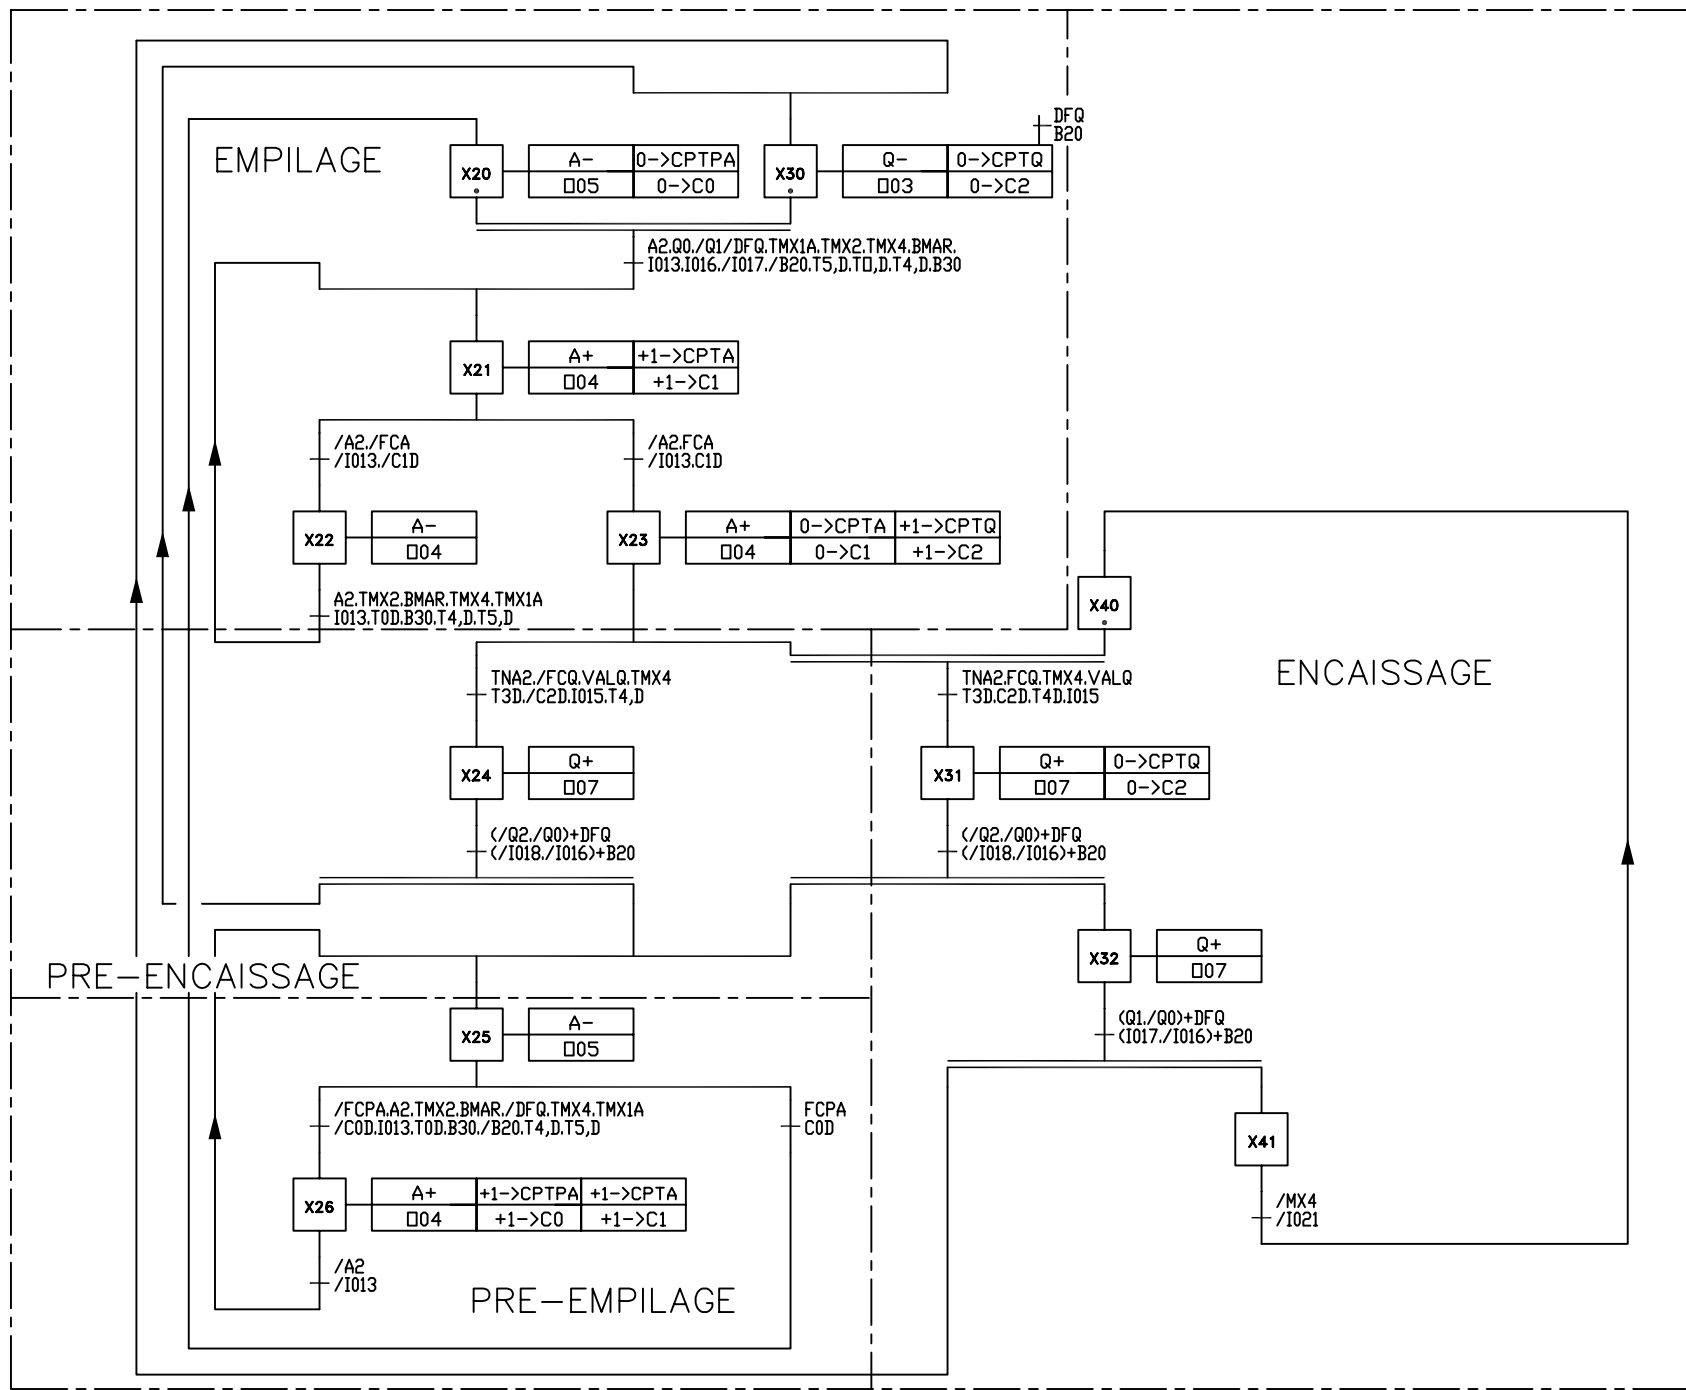 DFQ
B20
EMPILAGE
X20
A-
0->CPTPA
□05
0->C0
X30
Q-
0->CPTQ
□03
0->C2
A2.Q0./Q1/DFQ.TMX1A.TMX2.TMX4.BMAR.
I013.I016./I017./B20.T5,D.T0,D.T4,D.B30
X21
A+
+1->CPTA
□04
+1->C1
/A2./FCA
/I013./C1D
/A2.FCA
/I013.C1D
X22
A-
□04
X23
A+
0->CPTA
+1->CPTQ
□04
0->C1
+1->C2
X40
A2.TMX2.BMAR.TMX4.TMX1A
I013.T0D.B30.T4,D.T5,D
TNA2./FCQ.VALQ.TMX4
T3D./C2D.I015.T4,D
TNA2.FCQ.TMX4.VALQ
T3D.C2D.T4D.I015
ENCAISSAGE
X24
Q+
□07
X31
Q+
0->CPTQ
□07
0->C2
(/Q2./Q0)+DFQ
(/I018./I016)+B20
(/Q2./Q0)+DFQ
(/I018./I016)+B20
X32
Q+
□07
PRE-ENCAISSAGE
X25
A-
□05
(Q1./Q0)+DFQ
(I017./I016)+B20
/FCPA.A2.TMX2.BMAR./DFQ.TMX4.TMX1A
/C0D.I013.T0D.B30./B20.T4,D.T5,D
FCPA
C0D
X41
X26
A+
+1->CPTPA
+1->CPTA
□04
+1->C0
+1->C1
/MX4
/I021
/A2
/I013
PRE-EMPILAGE